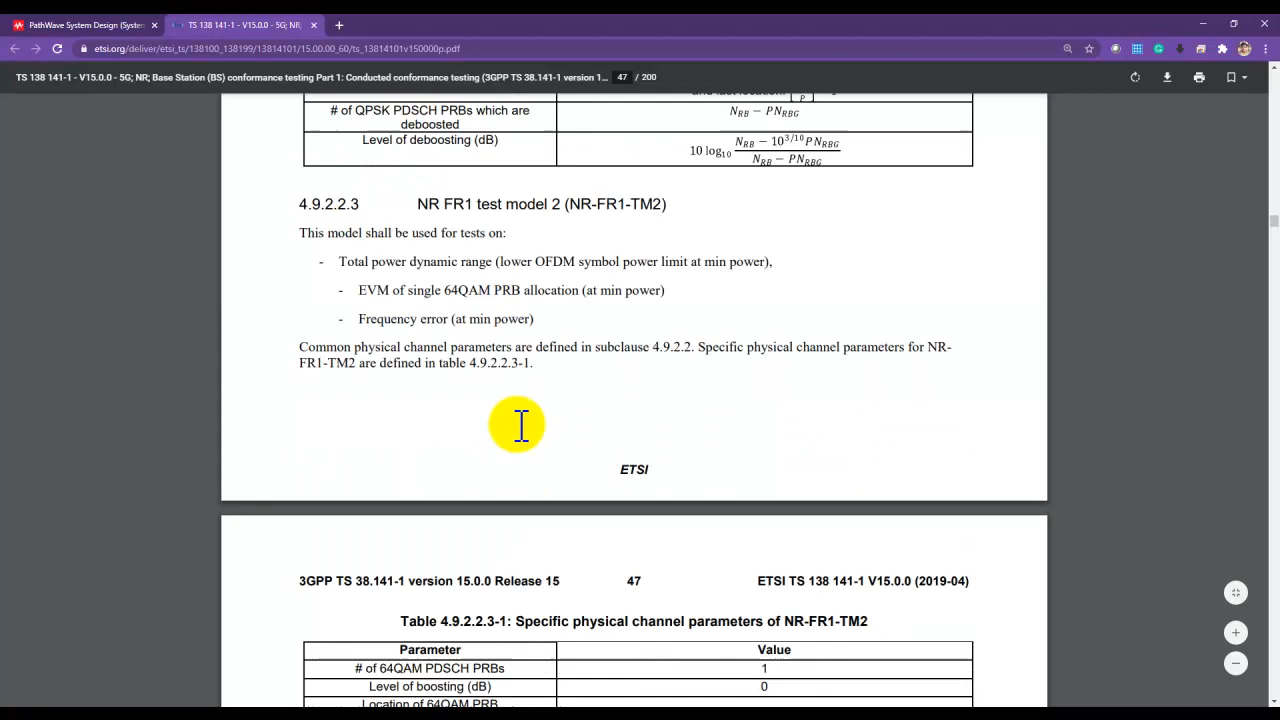 PathWave System Design (System
TS 138 141-1 - V15.0.0 - 5G; NR;
etsi.org/deliver/etsi_ts/138100_138199/13814101/15.00.00_60/ts_13814101v150000p.pdf
TS 138 141-1 - V15.0.0 - 5G; NR; Base Station (BS) conformance testing Part 1: Conducted conformance testing (3GPP TS 38.141-1 version 1...
47 / 200
# of QPSK PDSCH PRBs which are deboosted
N_RB − PN_RBG
Level of deboosting (dB)
10 log₁₀ (N_RB − 10^(3/10) PN_RBG) / (N_RB − PN_RBG)
4.9.2.2.3 NR FR1 test model 2 (NR-FR1-TM2)
This model shall be used for tests on:
- Total power dynamic range (lower OFDM symbol power limit at min power),
- EVM of single 64QAM PRB allocation (at min power)
- Frequency error (at min power)
Common physical channel parameters are defined in subclause 4.9.2.2. Specific physical channel parameters for NR-
FR1-TM2 are defined in table 4.9.2.2.3-1.
ETSI
3GPP TS 38.141-1 version 15.0.0 Release 15 47 ETSI TS 138 141-1 V15.0.0 (2019-04)
Table 4.9.2.2.3-1: Specific physical channel parameters of NR-FR1-TM2
Parameter Value
# of 64QAM PDSCH PRBs 1
Level of boosting (dB) 0
Location of 64QAM PRB